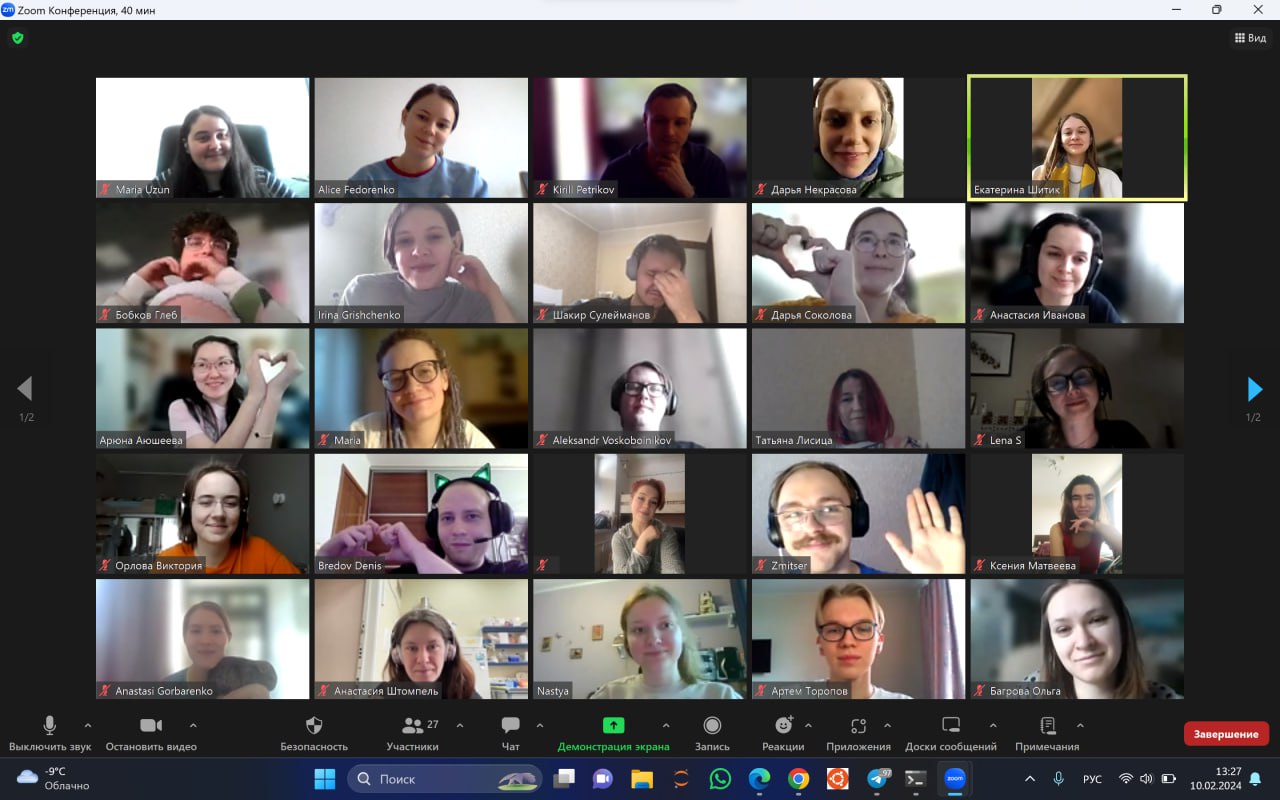 zm Zoom Конференция, 40 мин
Вид
Maria Uzun
Alice Fedorenko
Kirill Petrikov
Дарья Некрасова
Екатерина Шитик
Бобков Глеб
Irina Grishchenko
Шакир Сулейманов
Дарья Соколова
Анастасия Иванова
Арюна Аюшеева
Maria
Aleksandr Voskoboinikov
Татьяна Лисица
Lena S
1/2
1/2
Орлова Виктория
Bredov Denis
Zmitser
Ксения Матвеева
Anastasi Gorbarenko
Анастасия Штомпель
Nastya
Артем Торопов
Багрова Ольга
27
Выключить звук
Остановить видео
Безопасность
Участники
Чат
Демонстрация экрана
Запись
Реакции
Приложения
Доски сообщений
Примечания
Завершение
-9°C
Облачно
Поиск
97
zoom
РУС
13:27
10.02.2024